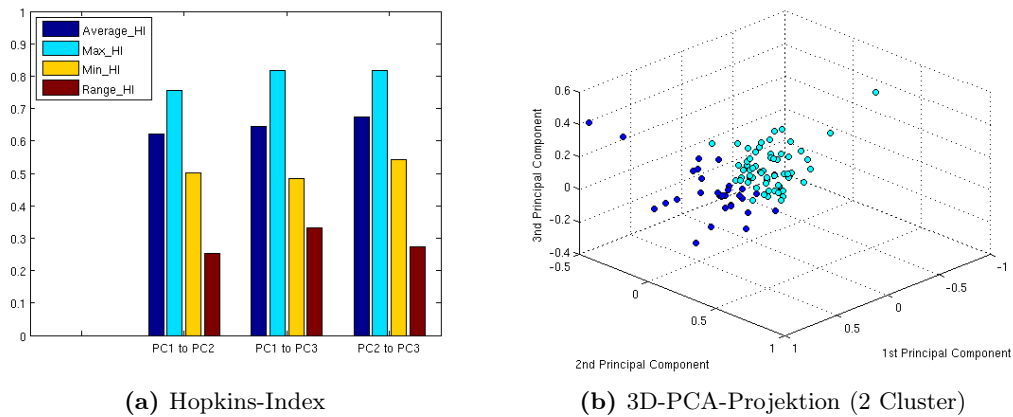 1
0.9
0.8
0.7
0.6
0.5
0.4
0.3
0.2
0.1
0
Average_HI
Max_HI
Min_HI
Range_HI
PC1 to PC2
PC1 to PC3
PC2 to PC3
(a) Hopkins-Index
3rd Principal Component
0.6
0.4
0.2
0
-0.2
-0.4
-0.5
0
0.5
1
2nd Principal Component
1
0.5
0
-0.5
-1
1st Principal Component
(b) 3D-PCA-Projektion (2 Cluster)